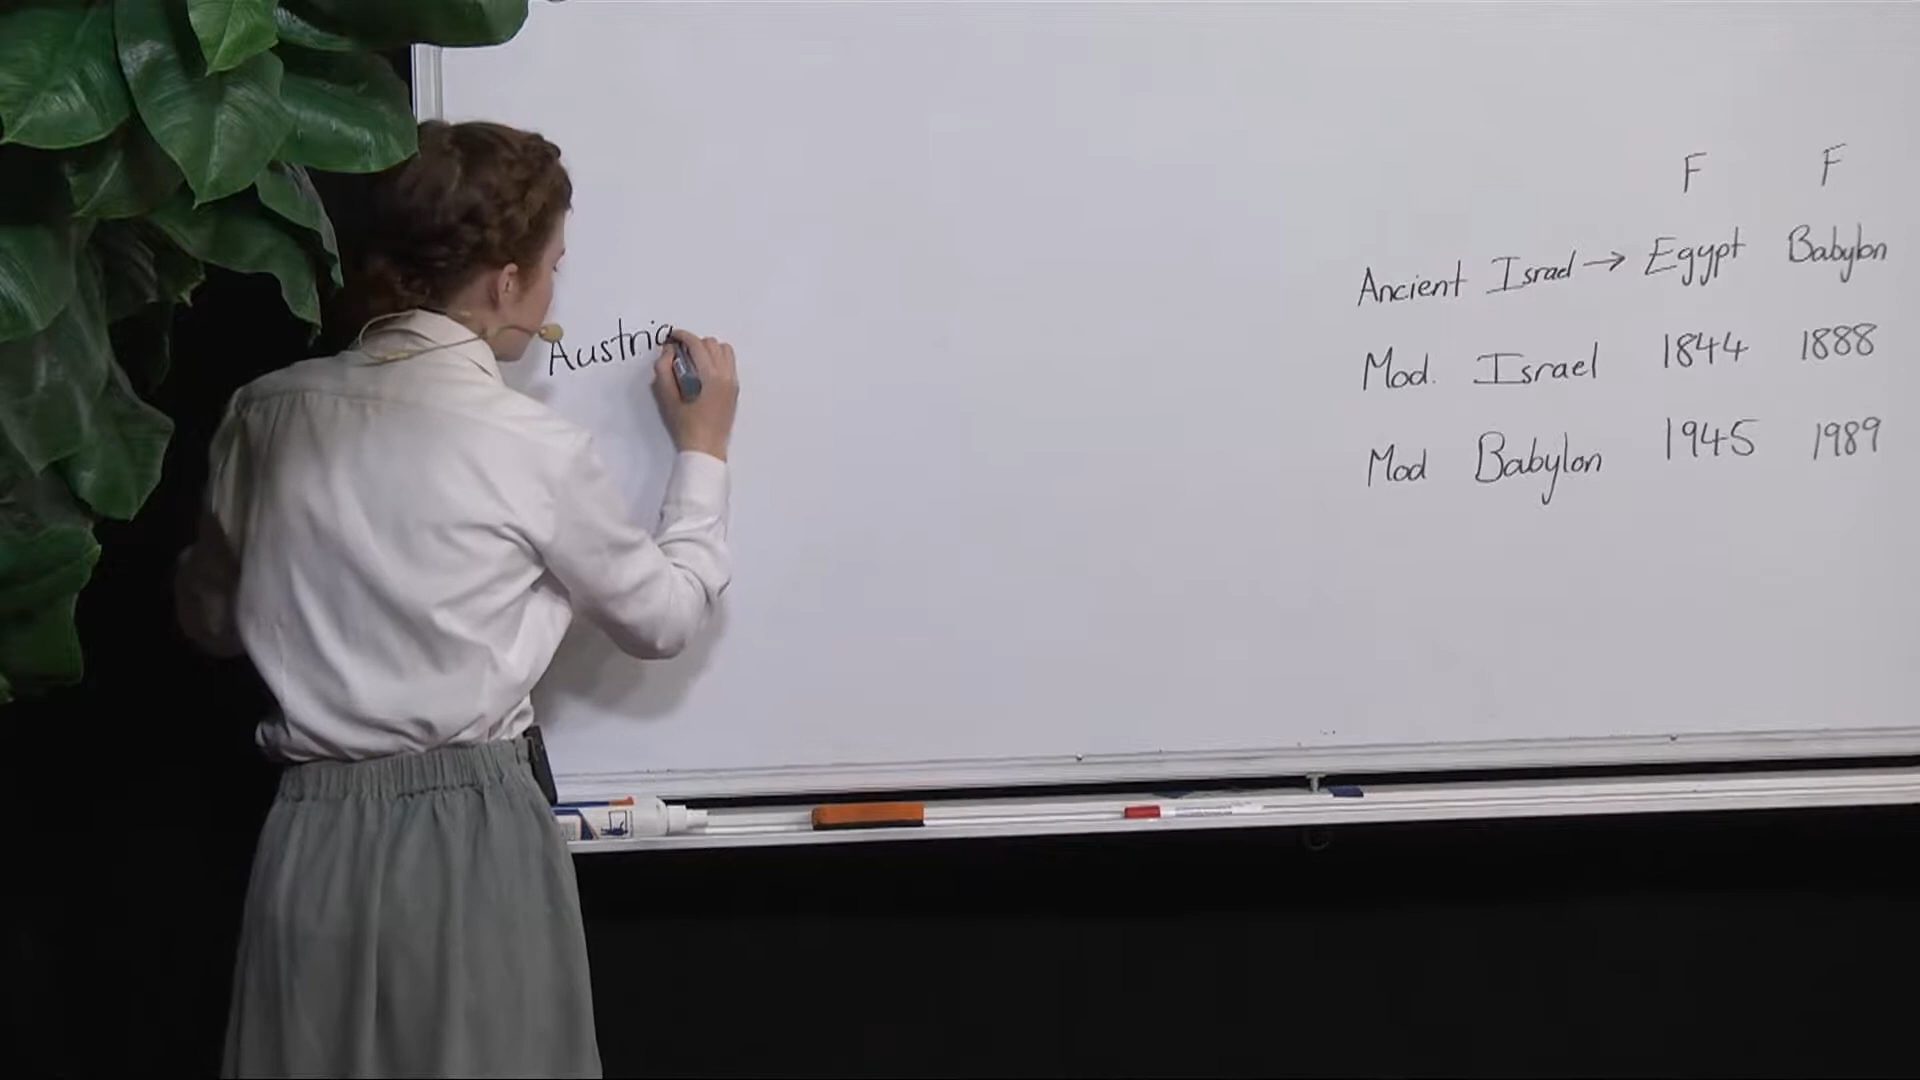 Austria
F F
Ancient Israel → Egypt Babylon
Mod. Israel 1844 1888
Mod Babylon 1945 1989